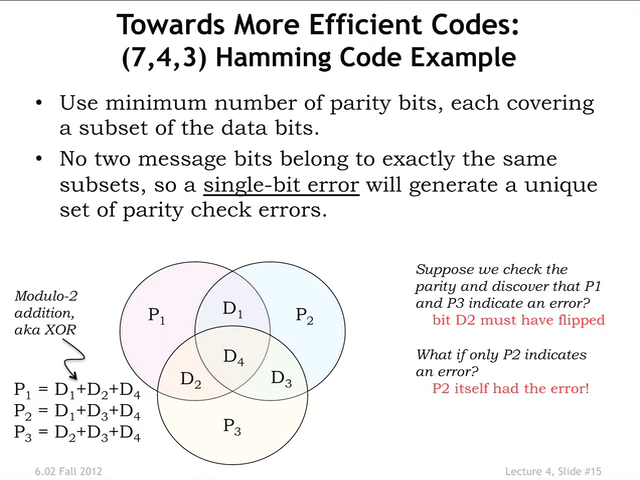 Towards More Efficient Codes:
(7,4,3) Hamming Code Example
• Use minimum number of parity bits, each covering
a subset of the data bits.
• No two message bits belong to exactly the same
subsets, so a single-bit error will generate a unique
set of parity check errors.
Modulo-2
addition,
aka XOR
P₁ = D₁+D₂+D₄
P₂ = D₁+D₃+D₄
P₃ = D₂+D₃+D₄
P₁
D₁
P₂
D₄
D₂
D₃
P₃
Suppose we check the
parity and discover that P1
and P3 indicate an error?
bit D2 must have flipped
What if only P2 indicates
an error?
P2 itself had the error!
6.02 Fall 2012
Lecture 4, Slide #15